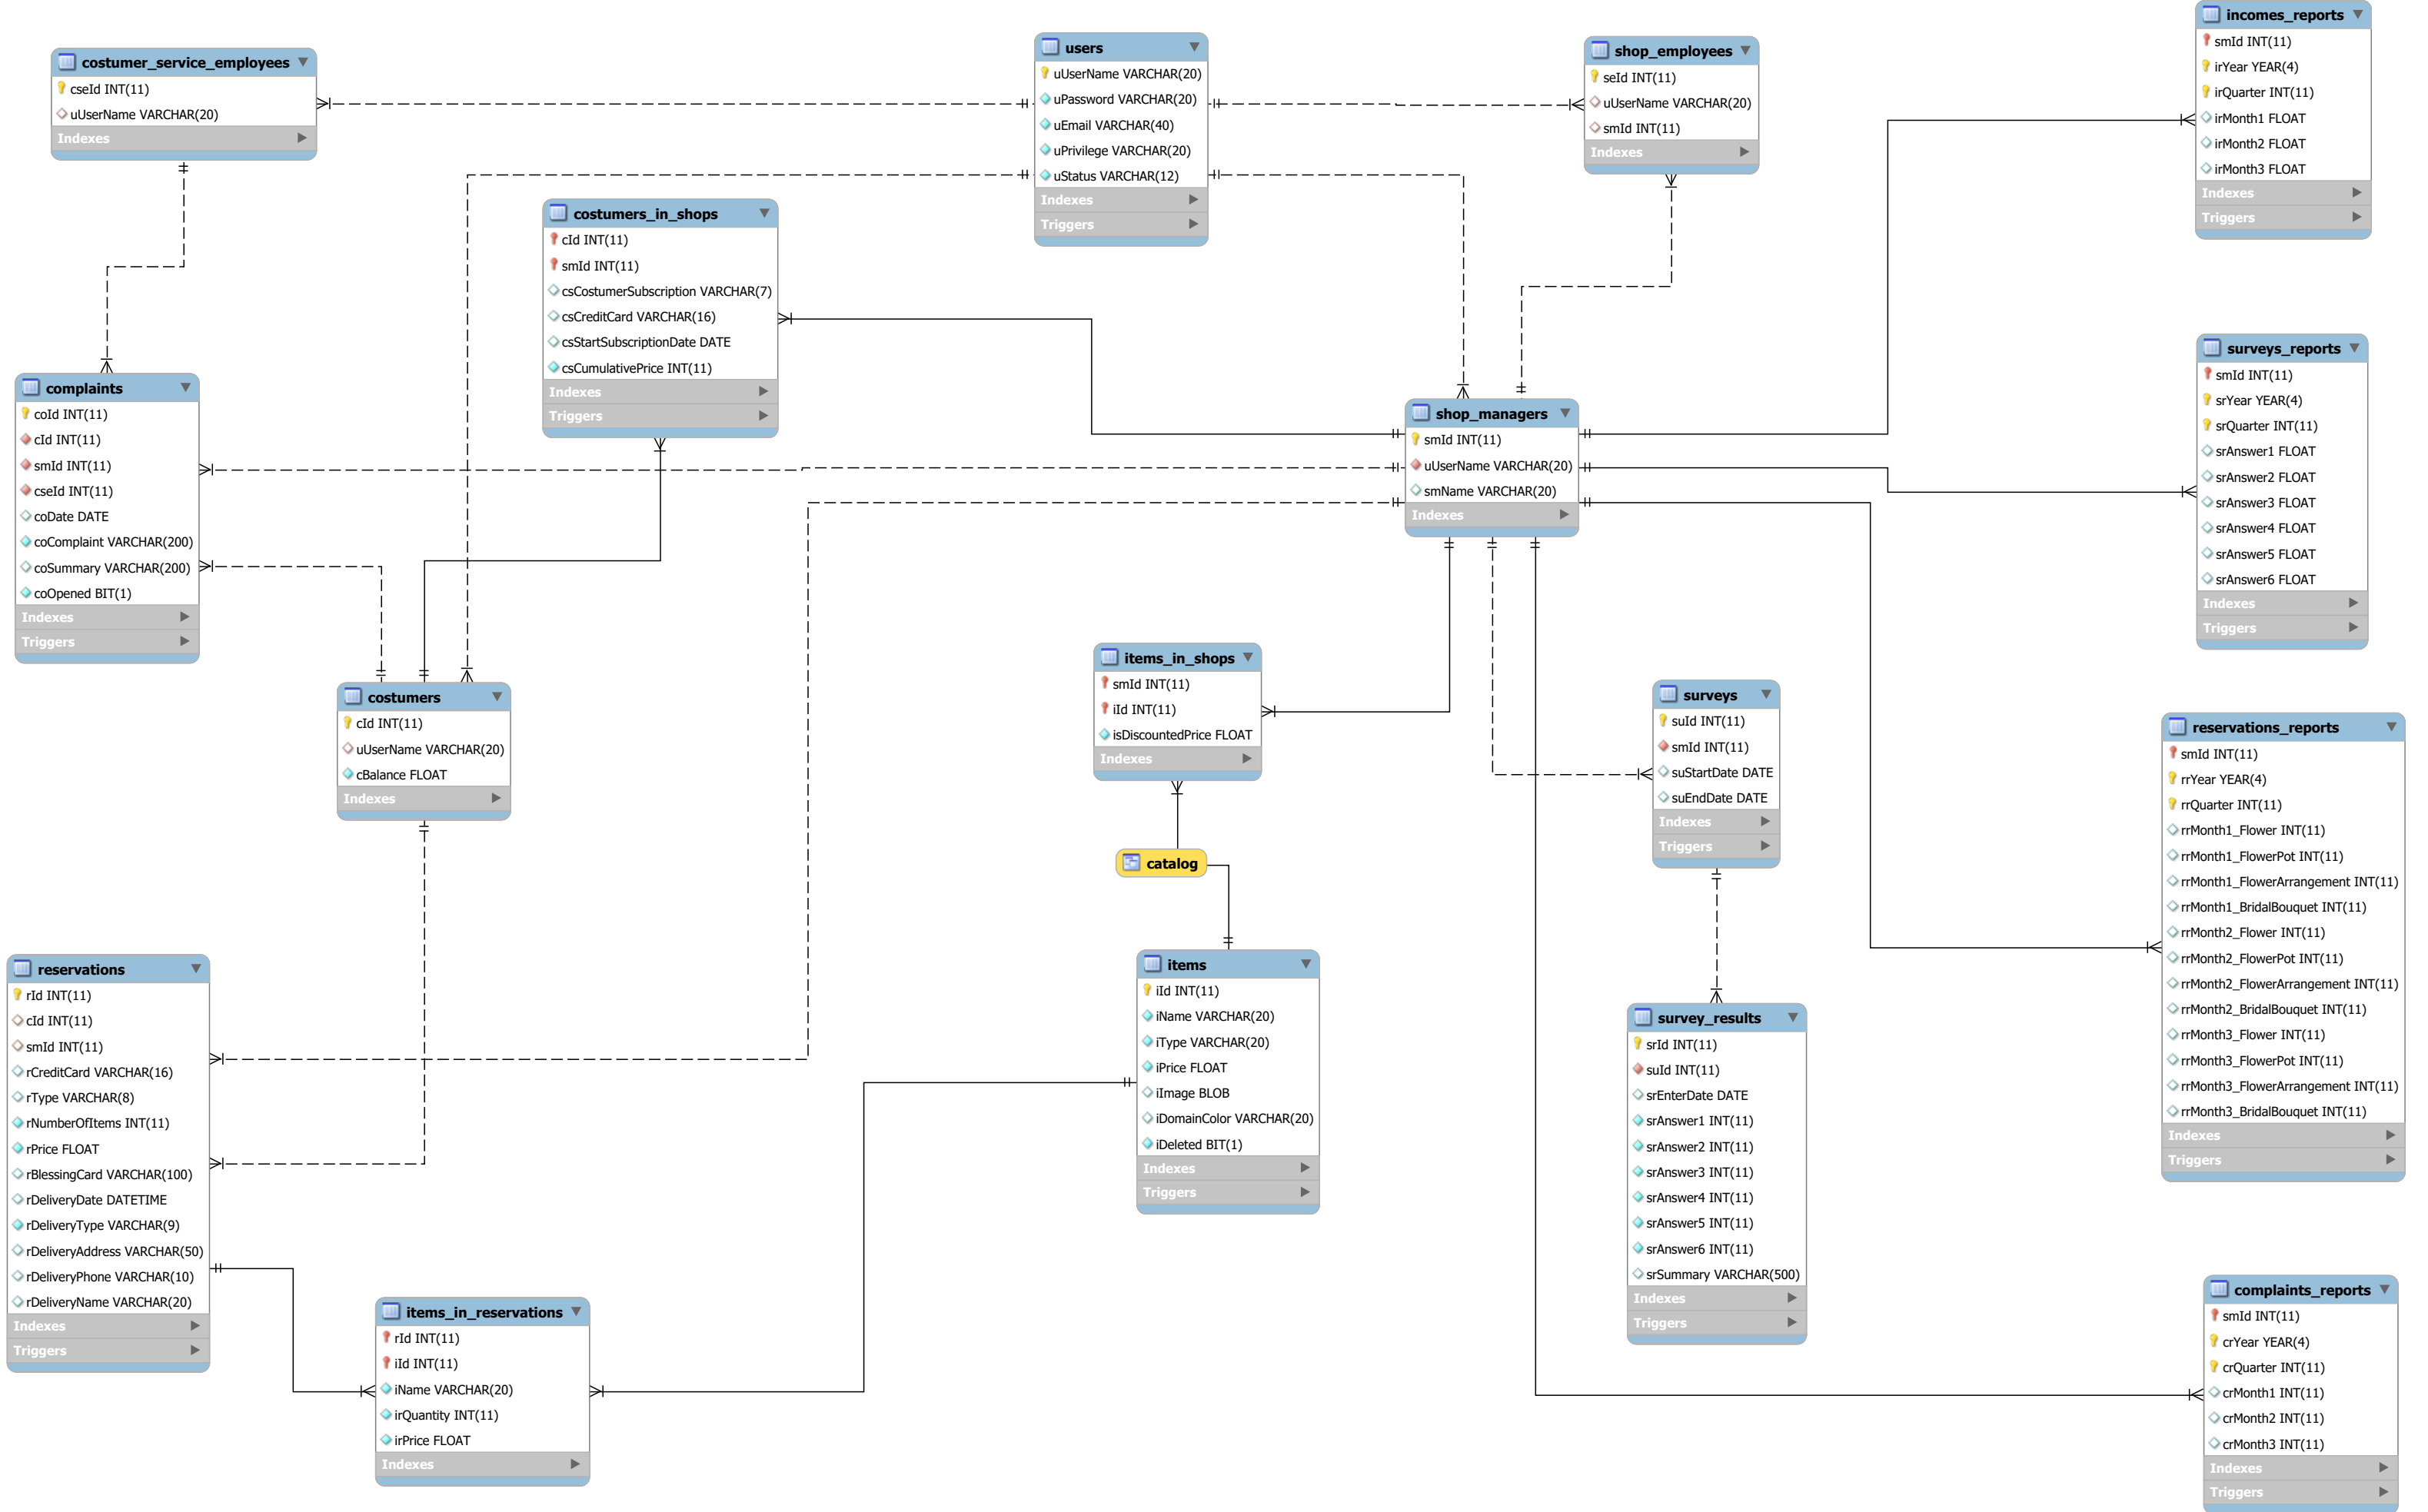 costumer_service_employees
cseId INT(11)
uUserName VARCHAR(20)
Indexes
users
uUserName VARCHAR(20)
uPassword VARCHAR(20)
uEmail VARCHAR(40)
uPrivilege VARCHAR(20)
uStatus VARCHAR(12)
Indexes
Triggers
shop_employees
seId INT(11)
uUserName VARCHAR(20)
smId INT(11)
Indexes
incomes_reports
smId INT(11)
irYear YEAR(4)
irQuarter INT(11)
irMonth1 FLOAT
irMonth2 FLOAT
irMonth3 FLOAT
Indexes
Triggers
costumers_in_shops
cId INT(11)
smId INT(11)
csCostumerSubscription VARCHAR(7)
csCreditCard VARCHAR(16)
csStartSubscriptionDate DATE
csCumulativePrice INT(11)
Indexes
Triggers
complaints
coId INT(11)
cId INT(11)
smId INT(11)
cseId INT(11)
coDate DATE
coComplaint VARCHAR(200)
coSummary VARCHAR(200)
coOpened BIT(1)
Indexes
Triggers
shop_managers
smId INT(11)
uUserName VARCHAR(20)
smName VARCHAR(20)
Indexes
surveys_reports
smId INT(11)
srYear YEAR(4)
srQuarter INT(11)
srAnswer1 FLOAT
srAnswer2 FLOAT
srAnswer3 FLOAT
srAnswer4 FLOAT
srAnswer5 FLOAT
srAnswer6 FLOAT
Indexes
Triggers
costumers
cId INT(11)
uUserName VARCHAR(20)
cBalance FLOAT
Indexes
items_in_shops
smId INT(11)
iId INT(11)
isDiscountedPrice FLOAT
Indexes
surveys
suId INT(11)
smId INT(11)
suStartDate DATE
suEndDate DATE
Indexes
Triggers
reservations_reports
smId INT(11)
rrYear YEAR(4)
rrQuarter INT(11)
rrMonth1_Flower INT(11)
rrMonth1_FlowerPot INT(11)
rrMonth1_FlowerArrangement INT(11)
rrMonth1_BridalBouquet INT(11)
rrMonth2_Flower INT(11)
rrMonth2_FlowerPot INT(11)
rrMonth2_FlowerArrangement INT(11)
rrMonth2_BridalBouquet INT(11)
rrMonth3_Flower INT(11)
rrMonth3_FlowerPot INT(11)
rrMonth3_FlowerArrangement INT(11)
rrMonth3_BridalBouquet INT(11)
Indexes
Triggers
catalog
reservations
rId INT(11)
cId INT(11)
smId INT(11)
rCreditCard VARCHAR(16)
rType VARCHAR(8)
rNumberOfItems INT(11)
rPrice FLOAT
rBlessingCard VARCHAR(100)
rDeliveryDate DATETIME
rDeliveryType VARCHAR(9)
rDeliveryAddress VARCHAR(50)
rDeliveryPhone VARCHAR(10)
rDeliveryName VARCHAR(20)
Indexes
Triggers
items
iId INT(11)
iName VARCHAR(20)
iType VARCHAR(20)
iPrice FLOAT
iImage BLOB
iDomainColor VARCHAR(20)
iDeleted BIT(1)
Indexes
Triggers
survey_results
srId INT(11)
suId INT(11)
srEnterDate DATE
srAnswer1 INT(11)
srAnswer2 INT(11)
srAnswer3 INT(11)
srAnswer4 INT(11)
srAnswer5 INT(11)
srAnswer6 INT(11)
srSummary VARCHAR(500)
Indexes
Triggers
items_in_reservations
rId INT(11)
iId INT(11)
iName VARCHAR(20)
irQuantity INT(11)
irPrice FLOAT
Indexes
complaints_reports
smId INT(11)
crYear YEAR(4)
crQuarter INT(11)
crMonth1 INT(11)
crMonth2 INT(11)
crMonth3 INT(11)
Indexes
Triggers